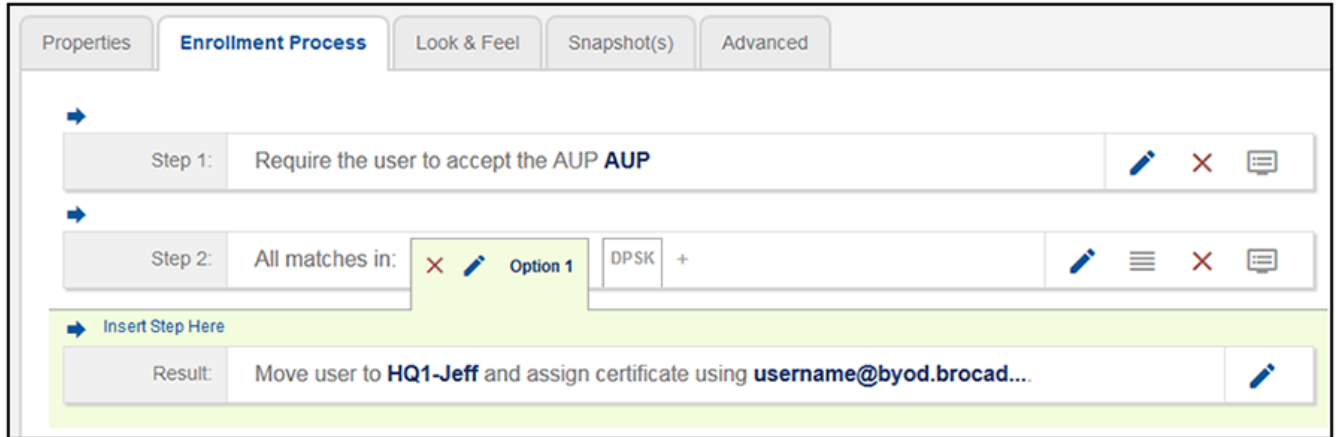 Properties Enrollment Process Look & Feel Snapshot(s) Advanced
Step 1: Require the user to accept the AUP AUP
Step 2: All matches in: Option 1 DPSK +
Insert Step Here
Result: Move user to HQ1-Jeff and assign certificate using username@byod.brocad....